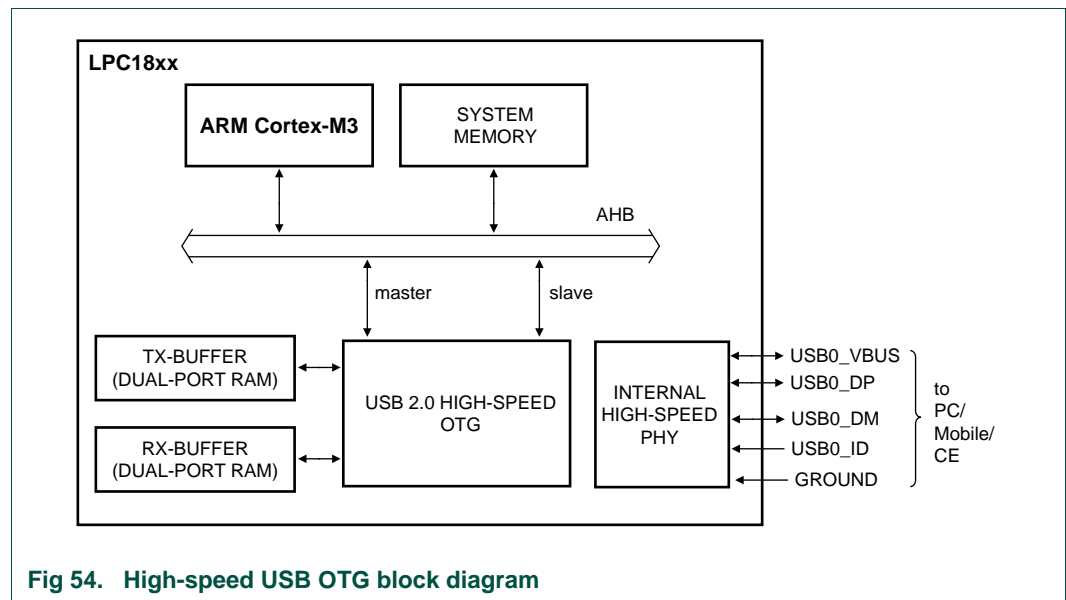 LPC18xx
ARM Cortex-M3
SYSTEM
MEMORY
AHB
master
slave
TX-BUFFER
(DUAL-PORT RAM)
RX-BUFFER
(DUAL-PORT RAM)
USB 2.0 HIGH-SPEED
OTG
INTERNAL
HIGH-SPEED
PHY
USB0_VBUS
USB0_DP
USB0_DM
USB0_ID
GROUND
to
PC/
Mobile/
CE
Fig 54. High-speed USB OTG block diagram